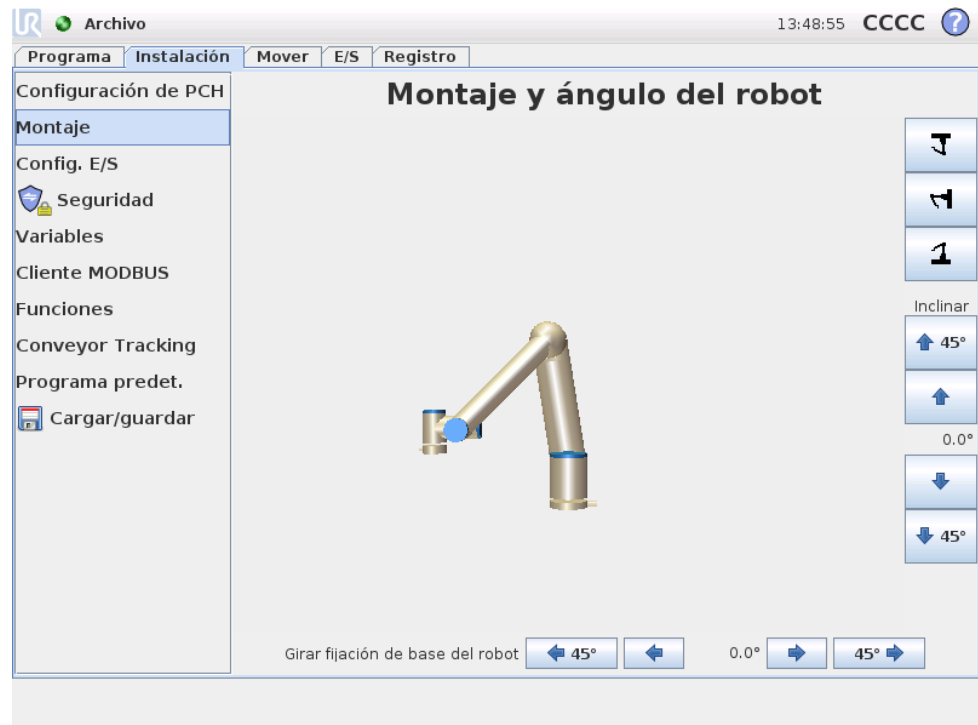 UR Archivo 13:48:55 CCCC ?
Programa Instalación Mover E/S Registro
Configuración de PCH
Montaje
Config. E/S
Seguridad
Variables
Cliente MODBUS
Funciones
Conveyor Tracking
Programa predet.
Cargar/guardar
Montaje y ángulo del robot
Inclinar
45°
0.0°
45°
Girar fijación de base del robot 45° 0.0° 45°